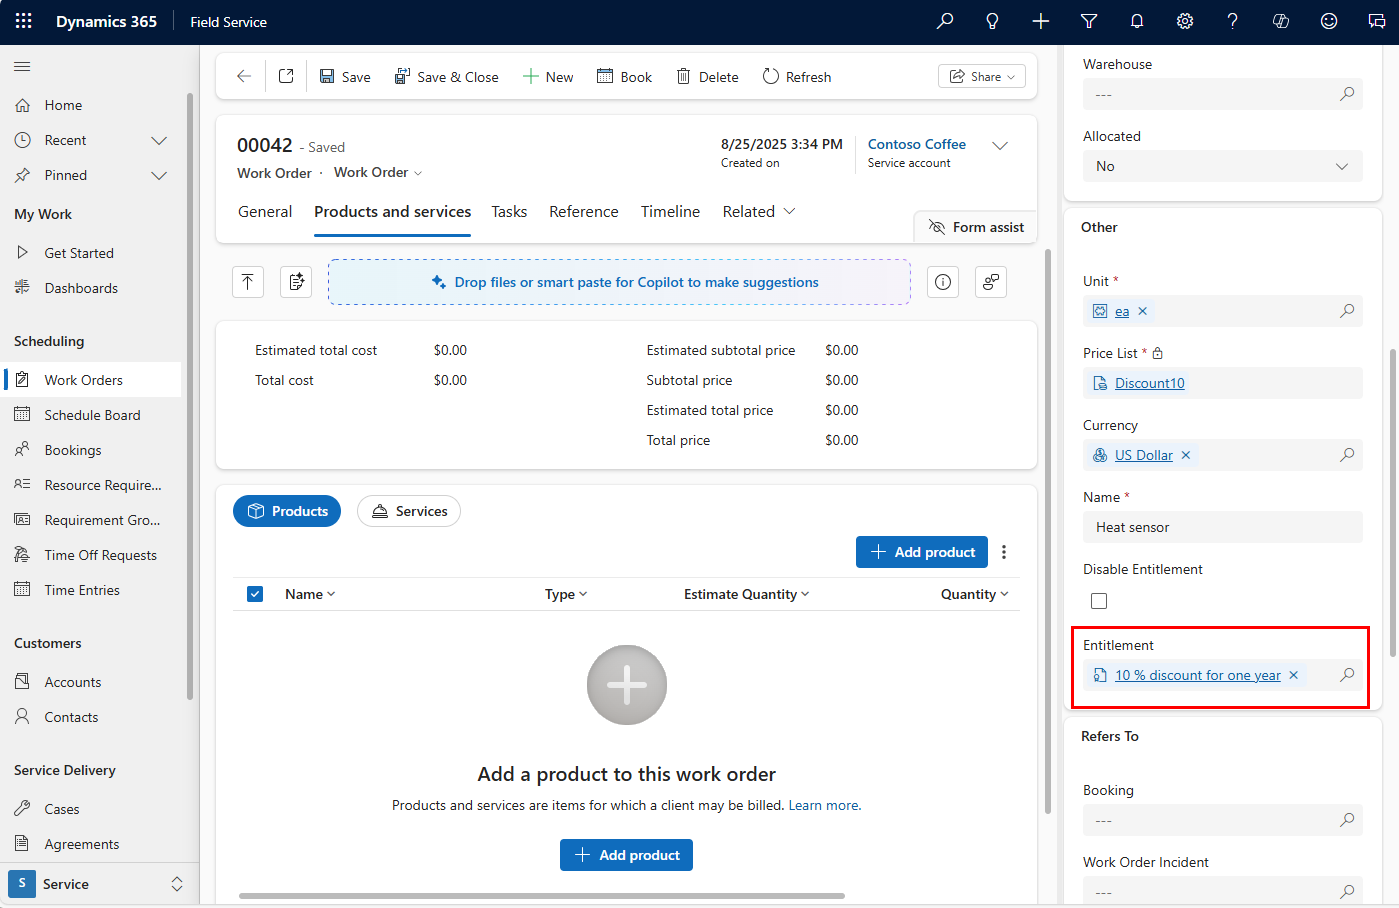 Dynamics 365
Field Service
Home
Recent
Pinned
My Work
Get Started
Dashboards
Scheduling
Work Orders
Schedule Board
Bookings
Resource Require...
Requirement Gro...
Time Off Requests
Time Entries
Customers
Accounts
Contacts
Service Delivery
Cases
Agreements
S Service
Save
Save & Close
New
Book
Delete
Refresh
Share
00042 - Saved
Work Order · Work Order
8/25/2025 3:34 PM
Created on
Contoso Coffee
Service account
General
Products and services
Tasks
Reference
Timeline
Related
Form assist
Drop files or smart paste for Copilot to make suggestions
Estimated total cost $0.00
Total cost $0.00
Estimated subtotal price $0.00
Subtotal price $0.00
Estimated total price $0.00
Total price $0.00
Products
Services
Add product
Name
Type
Estimate Quantity
Quantity
Add a product to this work order
Products and services are items for which a client may be billed. Learn more.
Add product
Warehouse
---
Allocated
No
Other
Unit *
ea
Price List *
Discount10
Currency
US Dollar
Name *
Heat sensor
Disable Entitlement
Entitlement
10 % discount for one year
Refers To
Booking
---
Work Order Incident
---